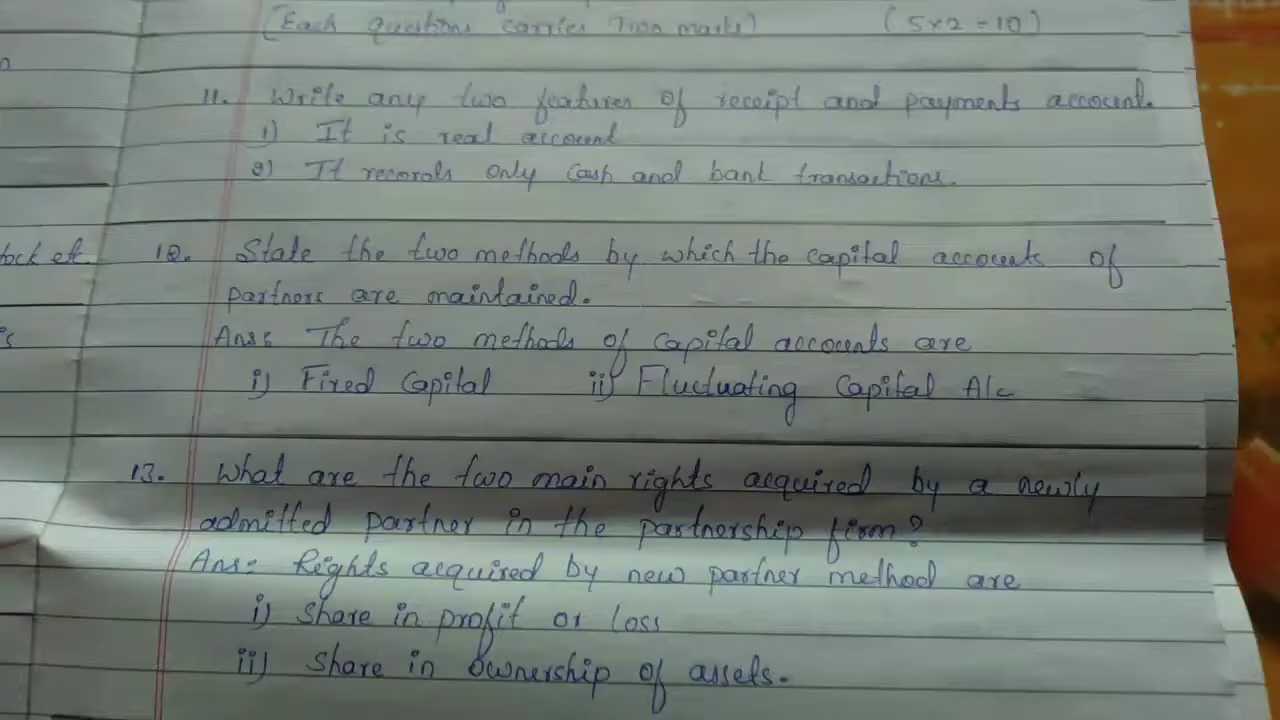 (Each questions carries Two marks) (5x2=10)
11. Write any two features of receipt and payments account.
1) It is real account
2) It records only cash and bank transactions.
ock et
12. State the two methods by which the capital accounts of
partners are maintained.
Ans: The two methods of capital accounts are
i) Fixed Capital ii) Fluctuating Capital A/c
13. What are the two main rights acquired by a newly
admitted partner in the partnership firm?
Ans: Rights acquired by new partner method are
i) Share in profit or loss
ii) Share in ownership of assets.